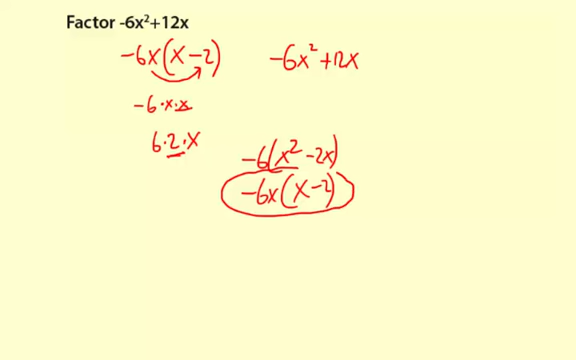 Factor -6x²+12x
-6x(x-2)
-6x²+12x
-6·x·x
6·2·x
-6(x²-2x)
-6x(x-2)